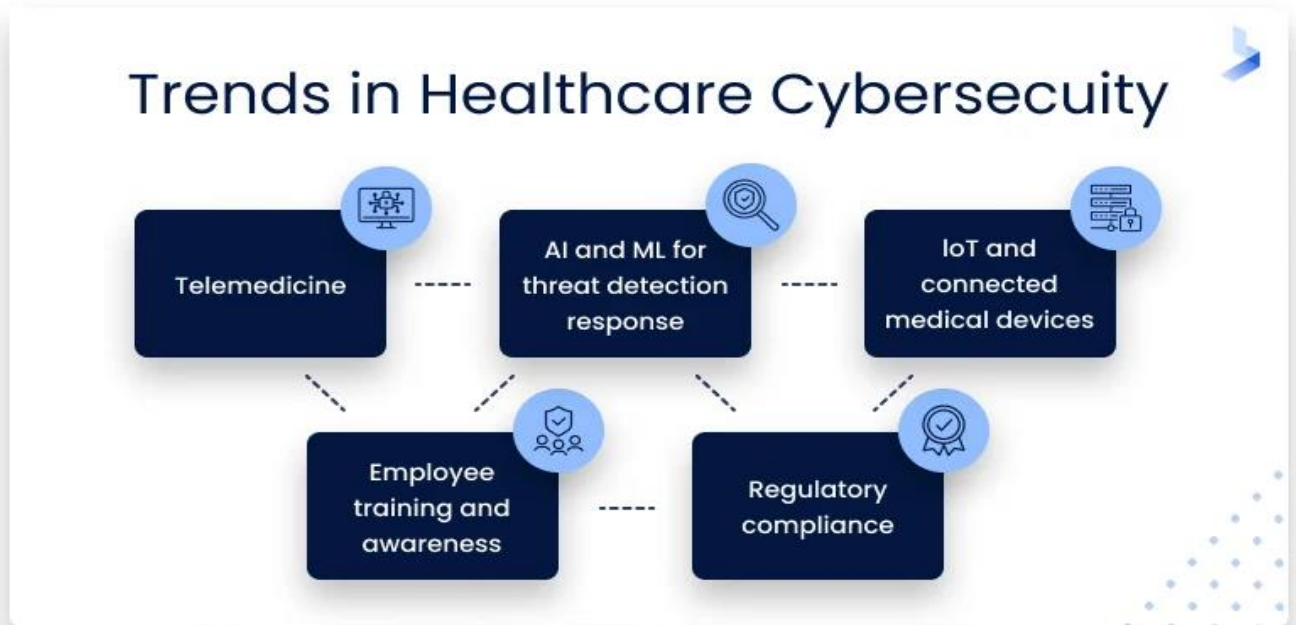 Trends in Healthcare Cybersecuity
Telemedicine
AI and ML for
threat detection
response
IoT and
connected
medical devices
Employee
training and
awareness
Regulatory
compliance